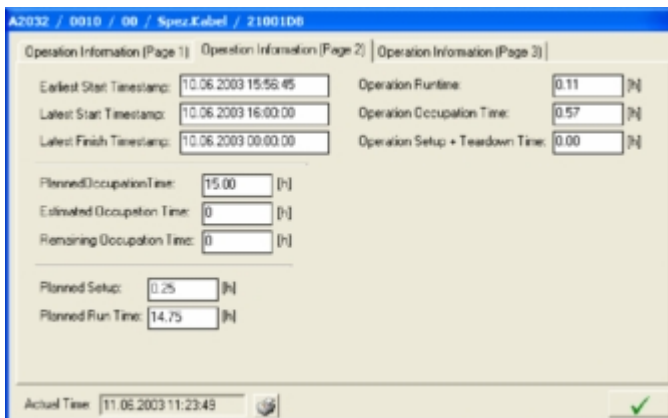 A2032 / 0010 / 00 / Spez.Kabel / 21001DB
Operation Information (Page 1) Operation Information (Page 2) Operation Information (Page 3)
Earliest Start Timestamp: 10.06.2003 15:56:45 Operation Runtime: 0.11 [h]
Latest Start Timestamp: 10.06.2003 16:00:00 Operation Occupation Time: 0.57 [h]
Latest Finish Timestamp: 10.06.2003 00:00:00 Operation Setup + Teardown Time: 0.00 [h]
PlannedOccupationTime: 15.00 [h]
Estimated Occupation Time: 0 [h]
Remaining Occupation Time: 0 [h]
Planned Setup: 0.25 [h]
Planned Run Time: 14.75 [h]
Actual Time: 11.06.2003 11:23:49